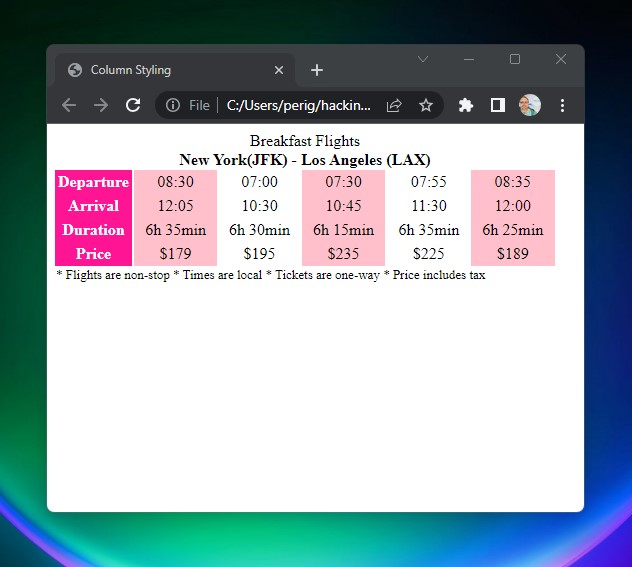 Column Styling
File C:/Users/perig/hackin...
Breakfast Flights
New York(JFK) - Los Angeles (LAX)
Departure 08:30 07:00 07:30 07:55 08:35
Arrival 12:05 10:30 10:45 11:30 12:00
Duration 6h 35min 6h 30min 6h 15min 6h 35min 6h 25min
Price $179 $195 $235 $225 $189
* Flights are non-stop * Times are local * Tickets are one-way * Price includes tax